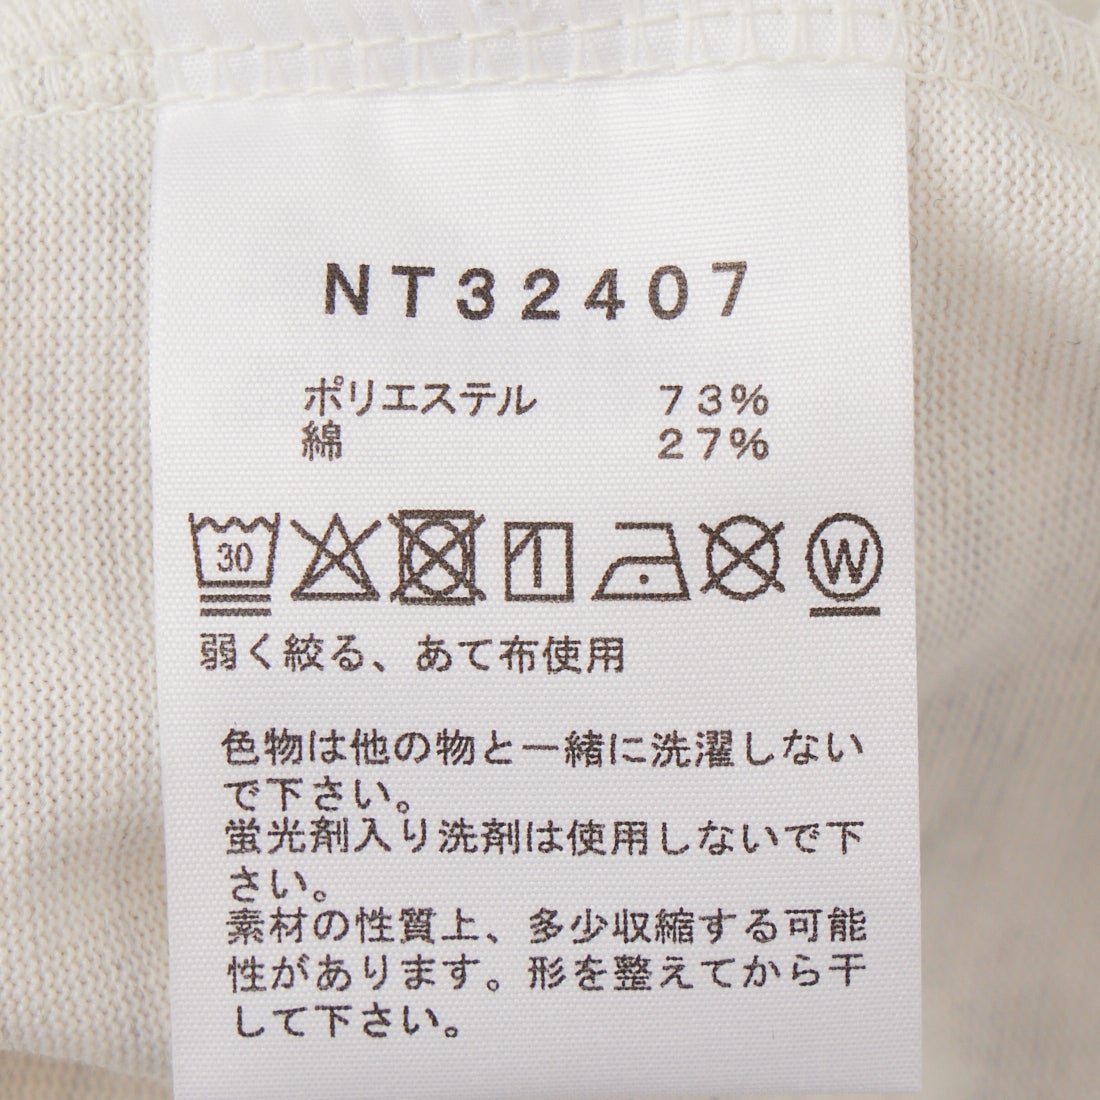 NT32407
ポリエステル 73%
綿 27%
30 W
弱く絞る、あて布使用
色物は他の物と一緒に洗濯しない
で下さい。
蛍光剤入り洗剤は使用しないで下
さい。
素材の性質上、多少収縮する可能
性があります。形を整えてから干
して下さい。